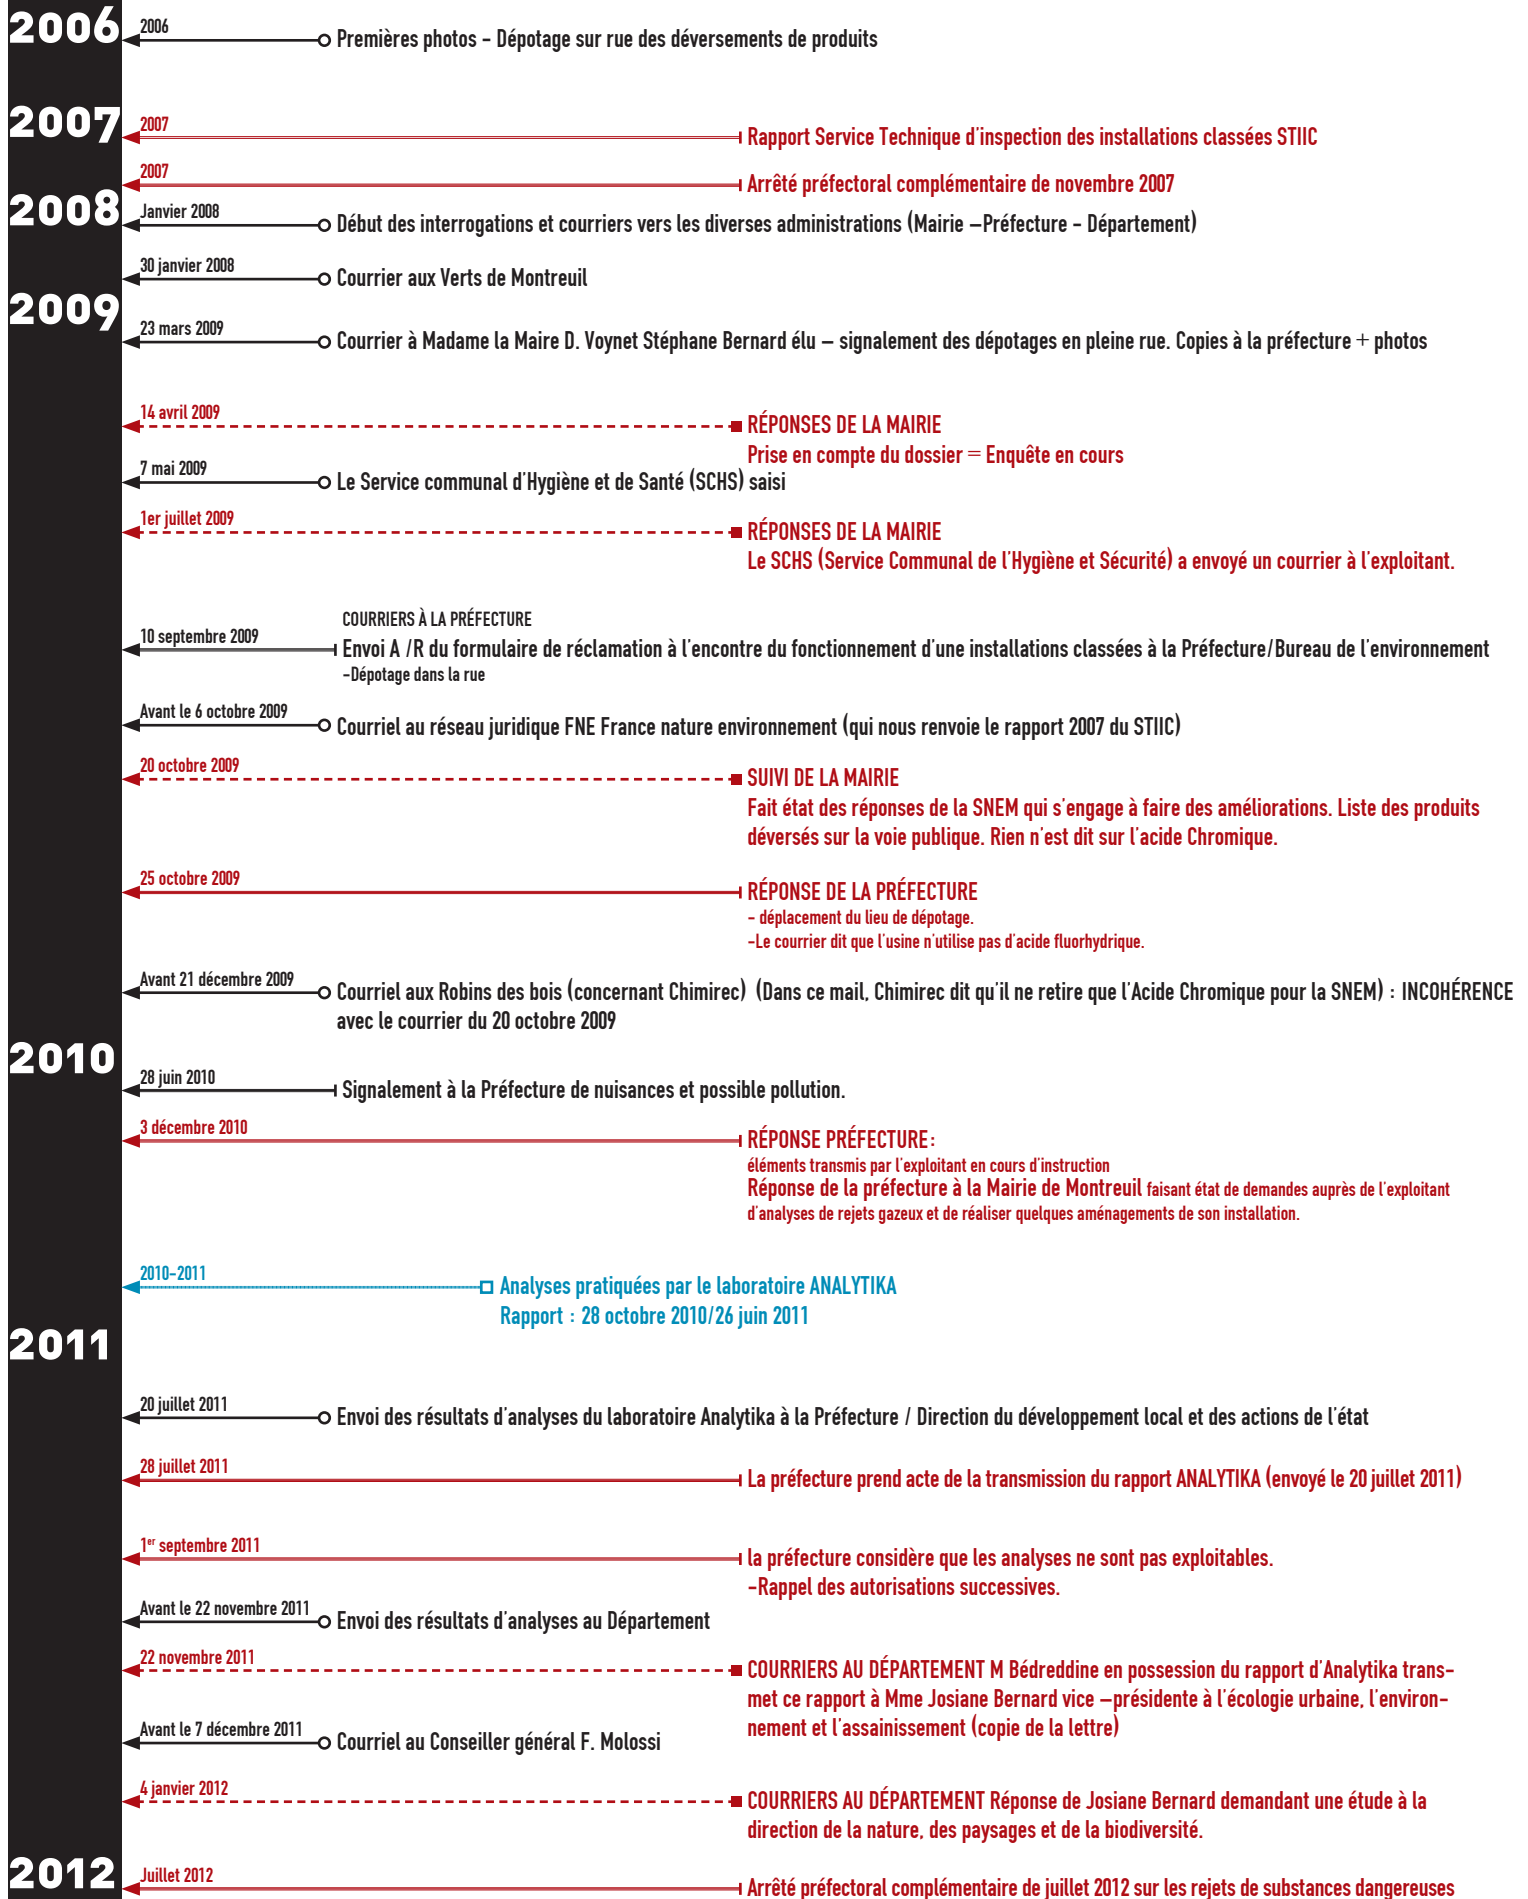 2006
2006
Premières photos - Dépotage sur rue des déversements de produits
2007
2007
Rapport Service Technique d'inspection des installations classées STIIC
2007
Arrêté préfectoral complémentaire de novembre 2007
2008
Janvier 2008
Début des interrogations et courriers vers les diverses administrations (Mairie –Préfecture - Département)
30 janvier 2008
Courrier aux Verts de Montreuil
2009
23 mars 2009
Courrier à Madame la Maire D. Voynet Stéphane Bernard élu – signalement des dépotages en pleine rue. Copies à la préfecture + photos
14 avril 2009
RÉPONSES DE LA MAIRIE
Prise en compte du dossier = Enquête en cours
7 mai 2009
Le Service communal d'Hygiène et de Santé (SCHS) saisi
1er juillet 2009
RÉPONSES DE LA MAIRIE
Le SCHS (Service Communal de l'Hygiène et Sécurité) a envoyé un courrier à l'exploitant.
COURRIERS À LA PRÉFECTURE
10 septembre 2009
Envoi A /R du formulaire de réclamation à l'encontre du fonctionnement d'une installations classées à la Préfecture/Bureau de l'environnement
-Dépotage dans la rue
Avant le 6 octobre 2009
Courriel au réseau juridique FNE France nature environnement (qui nous renvoie le rapport 2007 du STIIC)
20 octobre 2009
SUIVI DE LA MAIRIE
Fait état des réponses de la SNEM qui s'engage à faire des améliorations. Liste des produits
déversés sur la voie publique. Rien n'est dit sur l'acide Chromique.
25 octobre 2009
RÉPONSE DE LA PRÉFECTURE
- déplacement du lieu de dépotage.
-Le courrier dit que l'usine n'utilise pas d'acide fluorhydrique.
Avant 21 décembre 2009
Courriel aux Robins des bois (concernant Chimirec) (Dans ce mail, Chimirec dit qu'il ne retire que l'Acide Chromique pour la SNEM) : INCOHÉRENCE
avec le courrier du 20 octobre 2009
2010
28 juin 2010
Signalement à la Préfecture de nuisances et possible pollution.
3 décembre 2010
RÉPONSE PRÉFECTURE:
éléments transmis par l'exploitant en cours d'instruction
Réponse de la préfecture à la Mairie de Montreuil faisant état de demandes auprès de l'exploitant
d'analyses de rejets gazeux et de réaliser quelques aménagements de son installation.
2010-2011
Analyses pratiquées par le laboratoire ANALYTIKA
Rapport : 28 octobre 2010/26 juin 2011
2011
20 juillet 2011
Envoi des résultats d'analyses du laboratoire Analytika à la Préfecture / Direction du développement local et des actions de l'état
28 juillet 2011
La préfecture prend acte de la transmission du rapport ANALYTIKA (envoyé le 20 juillet 2011)
1er septembre 2011
la préfecture considère que les analyses ne sont pas exploitables.
-Rappel des autorisations successives.
Avant le 22 novembre 2011
Envoi des résultats d'analyses au Département
22 novembre 2011
COURRIERS AU DÉPARTEMENT M Bédreddine en possession du rapport d'Analytika trans-
met ce rapport à Mme Josiane Bernard vice –présidente à l'écologie urbaine, l'environ-
nement et l'assainissement (copie de la lettre)
Avant le 7 décembre 2011
Courriel au Conseiller général F. Molossi
4 janvier 2012
COURRIERS AU DÉPARTEMENT Réponse de Josiane Bernard demandant une étude à la
direction de la nature, des paysages et de la biodiversité.
2012
Juillet 2012
Arrêté préfectoral complémentaire de juillet 2012 sur les rejets de substances dangereuses